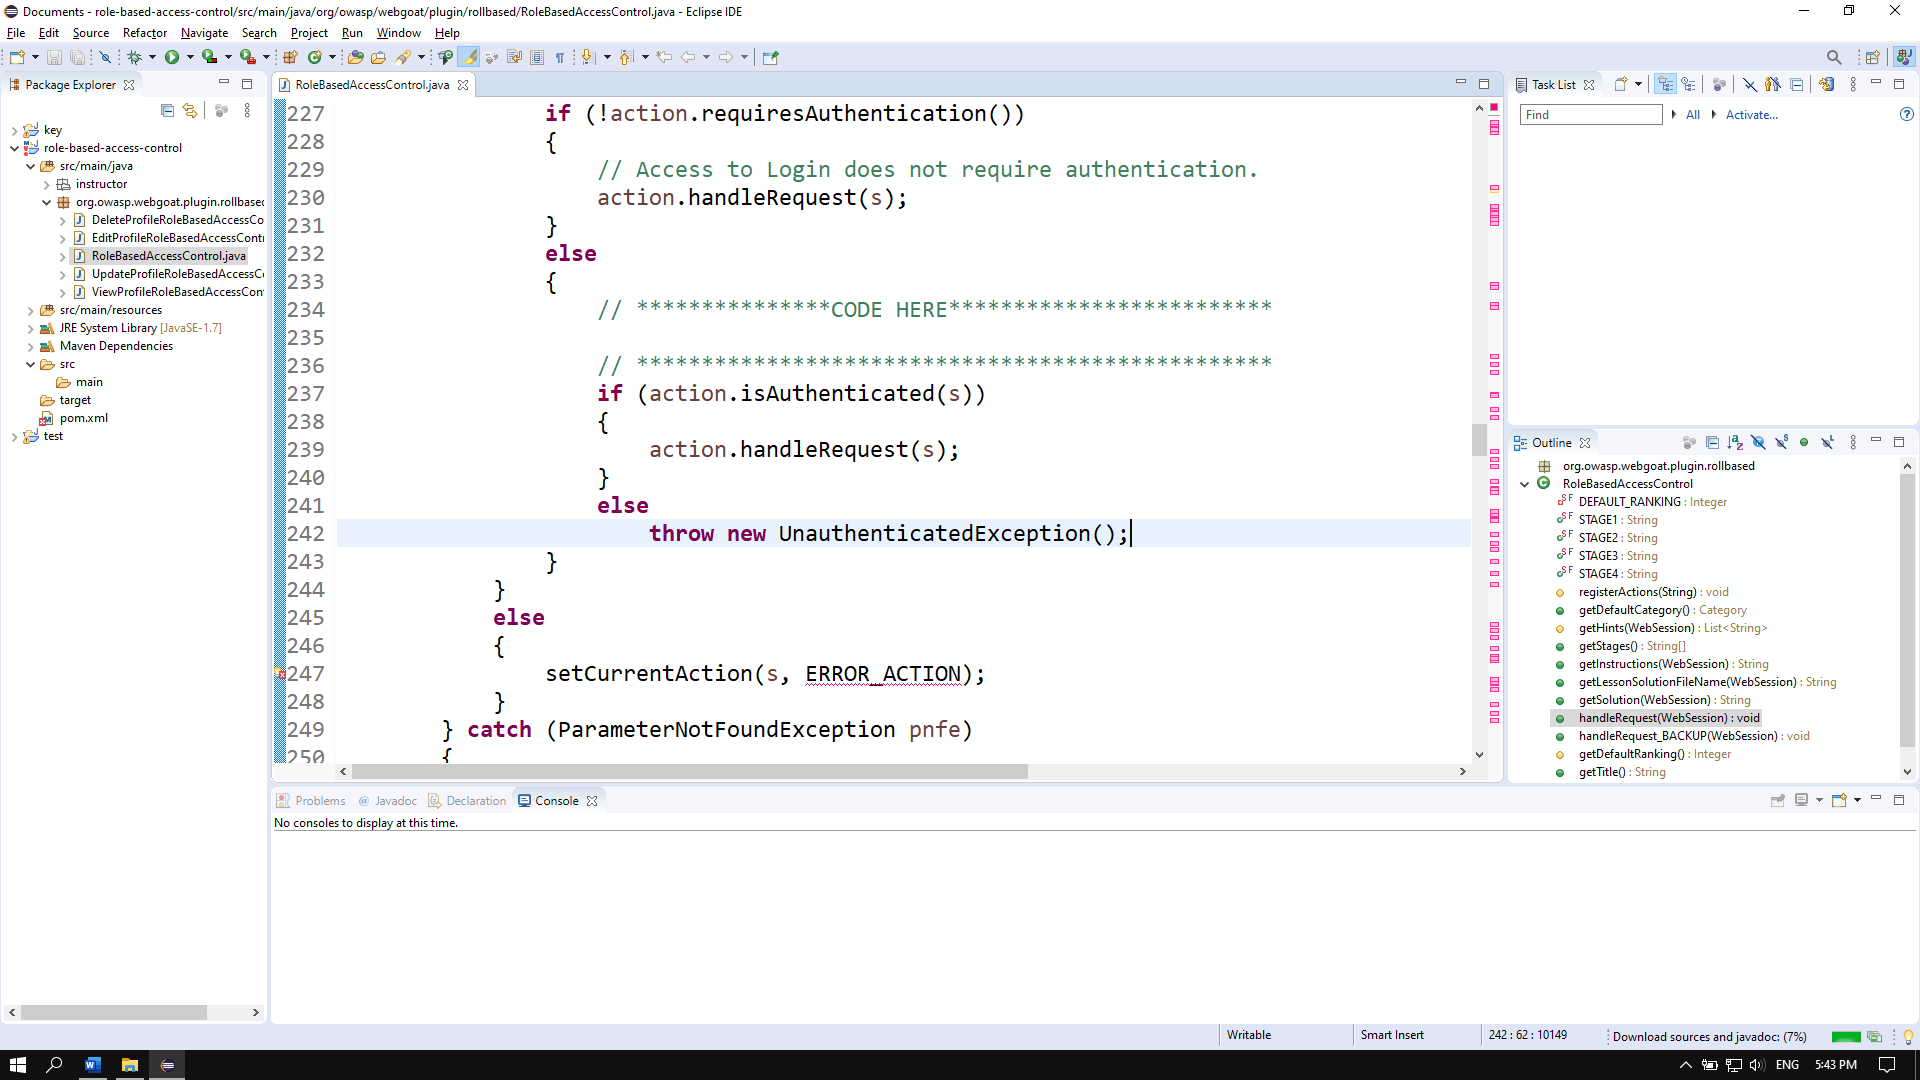 Documents - role-based-access-control/src/main/java/org/owasp/webgoat/plugin/rollbased/RoleBasedAccessControl.java - Eclipse IDE
File Edit Source Refactor Navigate Search Project Run Window Help
Package Explorer
key
role-based-access-control
src/main/java
instructor
org.owasp.webgoat.plugin.rollbased
DeleteProfileRoleBasedAccessCo
EditProfileRoleBasedAccessContr
RoleBasedAccessControl.java
UpdateProfileRoleBasedAccessCo
ViewProfileRoleBasedAccessCont
src/main/resources
JRE System Library [JavaSE-1.7]
Maven Dependencies
src
main
target
pom.xml
test
RoleBasedAccessControl.java
227 if (!action.requiresAuthentication())
228 {
229 // Access to Login does not require authentication.
230 action.handleRequest(s);
231 }
232 else
233 {
234 // ***************CODE HERE*************************
235
236 // *************************************************
237 if (action.isAuthenticated(s))
238 {
239 action.handleRequest(s);
240 }
241 else
242 throw new UnauthenticatedException();
243 }
244 }
245 else
246 {
247 setCurrentAction(s, ERROR_ACTION);
248 }
249 } catch (ParameterNotFoundException pnfe)
250 {
Task List
Find All Activate...
Outline
org.owasp.webgoat.plugin.rollbased
RoleBasedAccessControl
DEFAULT_RANKING : Integer
STAGE1 : String
STAGE2 : String
STAGE3 : String
STAGE4 : String
registerActions(String) : void
getDefaultCategory() : Category
getHints(WebSession) : List<String>
getStages() : String[]
getInstructions(WebSession) : String
getLessonSolutionFileName(WebSession) : String
getSolution(WebSession) : String
handleRequest(WebSession) : void
handleRequest_BACKUP(WebSession) : void
getDefaultRanking() : Integer
getTitle() : String
Problems @ Javadoc Declaration Console
No consoles to display at this time.
Writable Smart Insert 242 : 62 : 10149 Download sources and javadoc: (7%)
ENG 5:43 PM